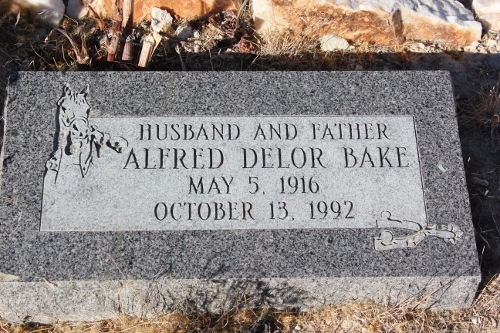 HUSBAND AND FATHER
ALFRED DELOR BAKE
MAY 5, 1916
OCTOBER 13, 1992